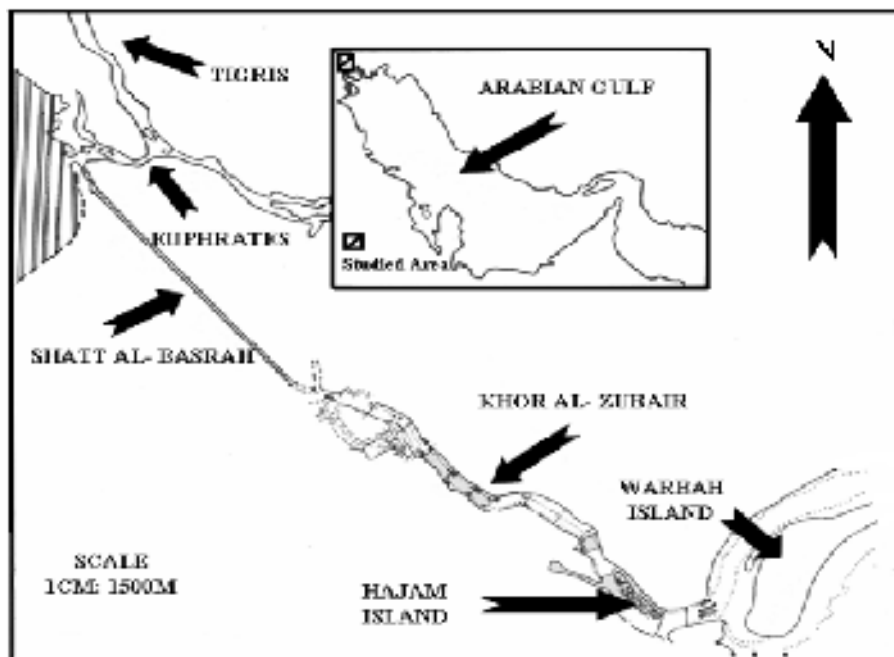 TIGRIS
ARABIAN GULF
N
EUPHRATES
Studied Area
SHATT AL-BASRAH
KHOR AL-ZUBAIR
WARBAH
ISLAND
SCALE
1CM: 1500M
HAJAM
ISLAND